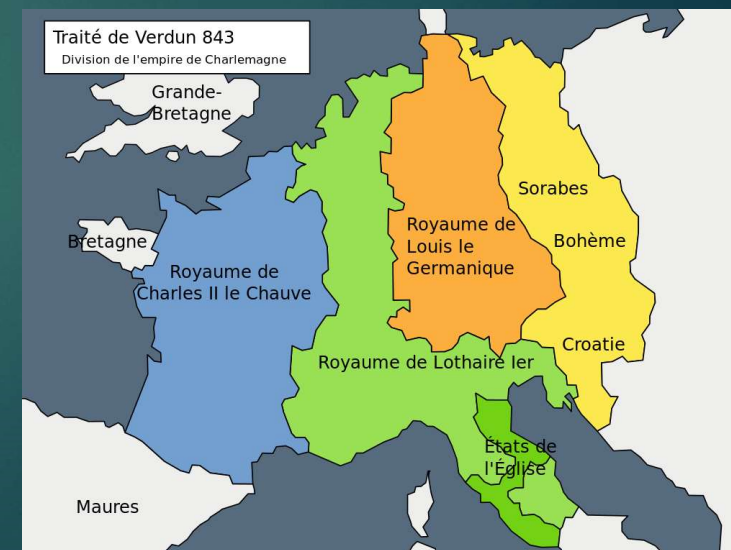 Traité de Verdun 843
Division de l'empire de Charlemagne
Grande-
Bretagne
Sorabes
Bretagne
Royaume de
Louis le
Germanique
Bohème
Royaume de
Charles II le Chauve
Croatie
Royaume de Lothaire Ier
États de
l'Église
Maures